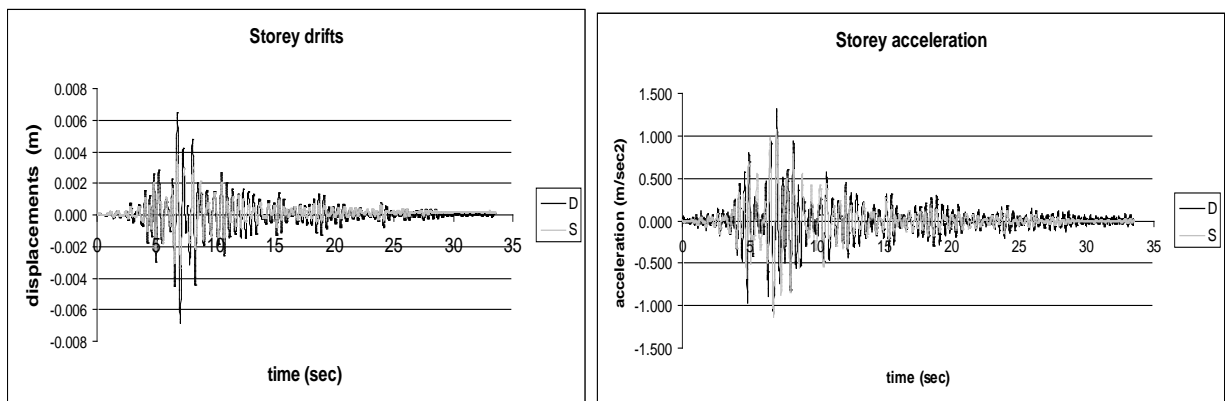 Storey drifts
displacements (m)
0.008
0.006
0.004
0.002
0.000
-0.002
-0.004
-0.006
-0.008
0 5 10 15 20 25 30 35
D
S
time (sec)
Storey acceleration
acceleration (m/sec2)
1.500
1.000
0.500
0.000
-0.500
-1.000
-1.500
0 5 10 15 20 25 30 35
D
S
time (sec)